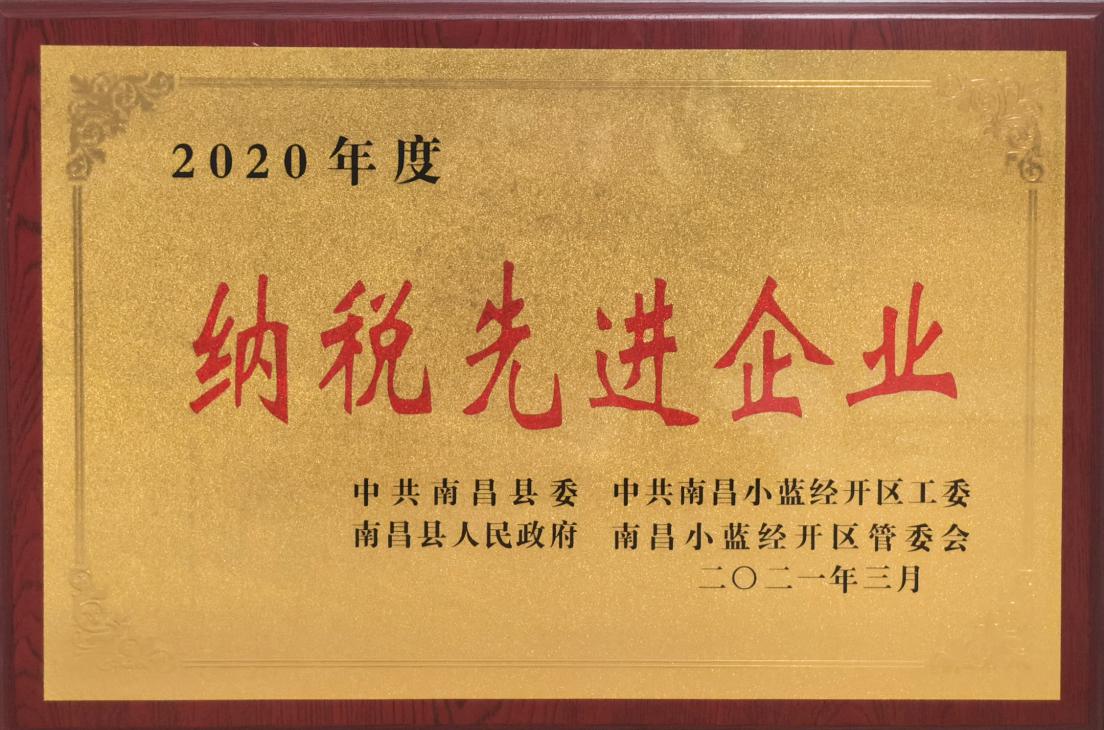 2020年度
纳税先进企业
中共南昌县委 中共南昌小蓝经开区工委
南昌县人民政府 南昌小蓝经开区管委会
二〇二一年三月